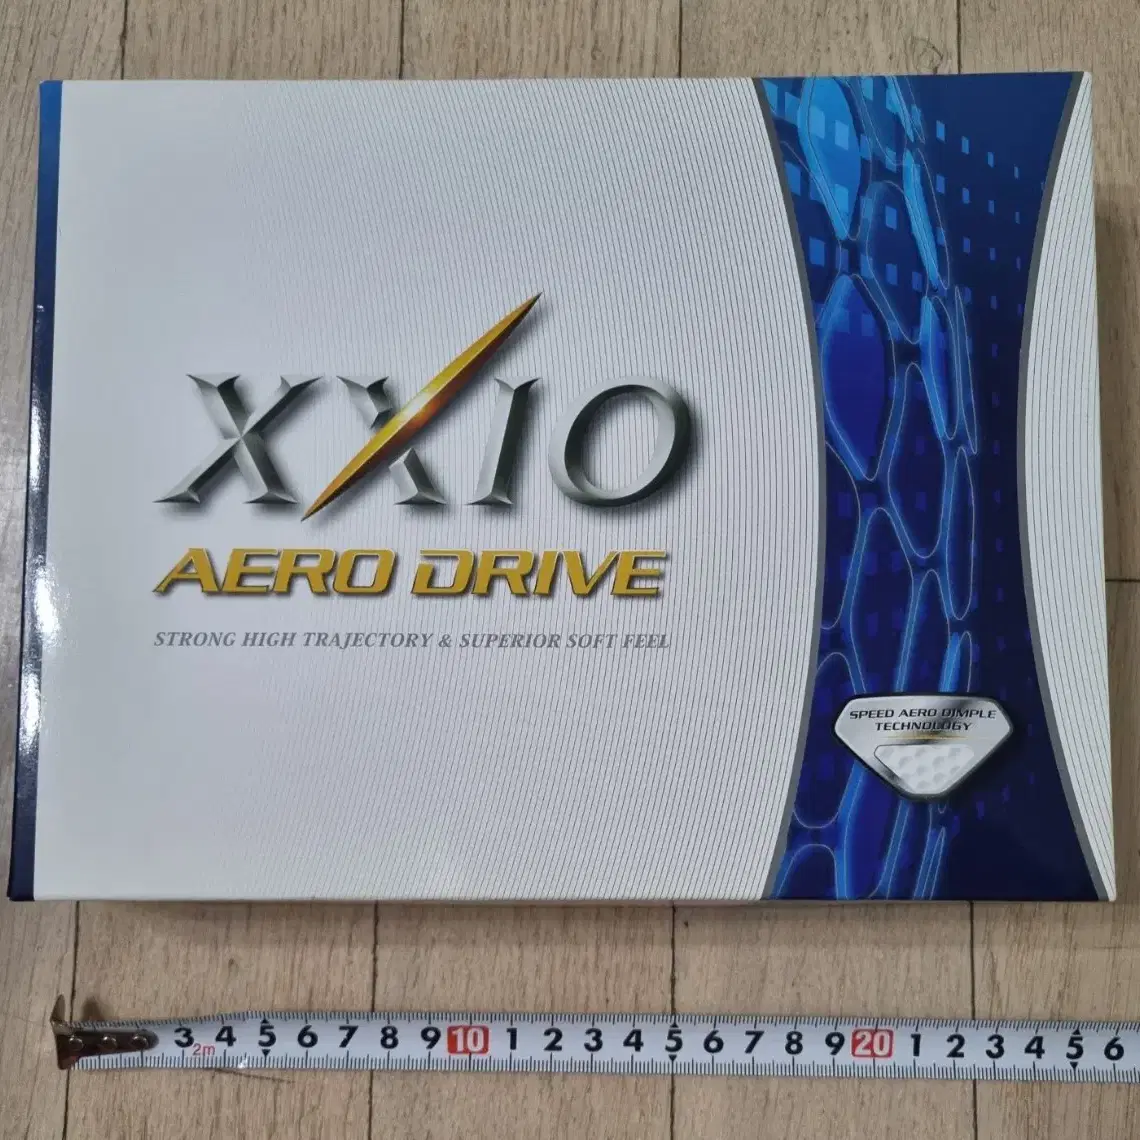 XXIO
AERO DRIVE
STRONG HIGH TRAJECTORY & SUPERIOR SOFT FEEL
SPEED AERO DIMPLE
TECHNOLOGY
3 4 5 6 7 8 9 10 1 2 3 4 5 6 7 8 9 20 1 2 3 4 5 6
2m